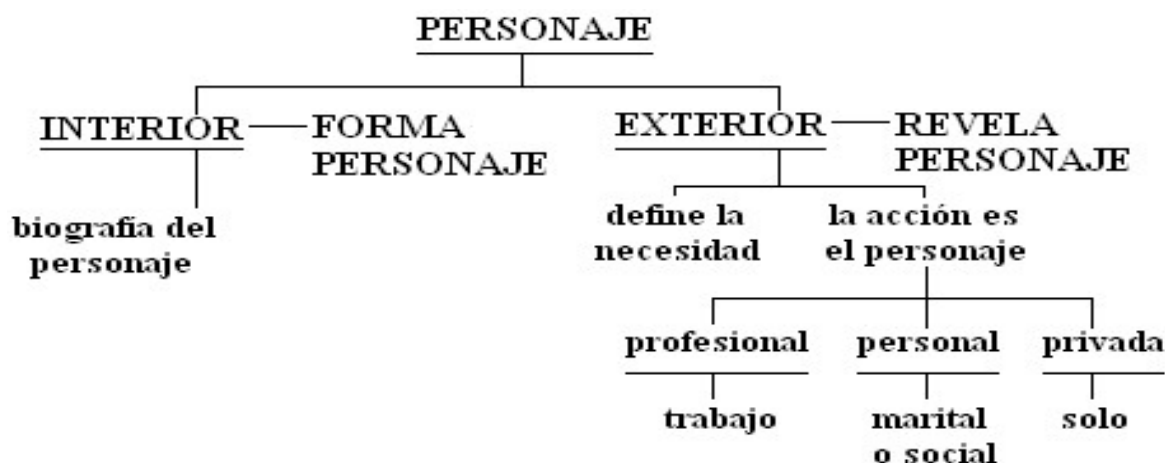 PERSONAJE
INTERIOR
FORMA
PERSONAJE
biografía del
personaje
EXTERIOR
REVELA
PERSONAJE
define la
necesidad
la acción es
el personaje
profesional
trabajo
personal
marital
o social
privada
solo